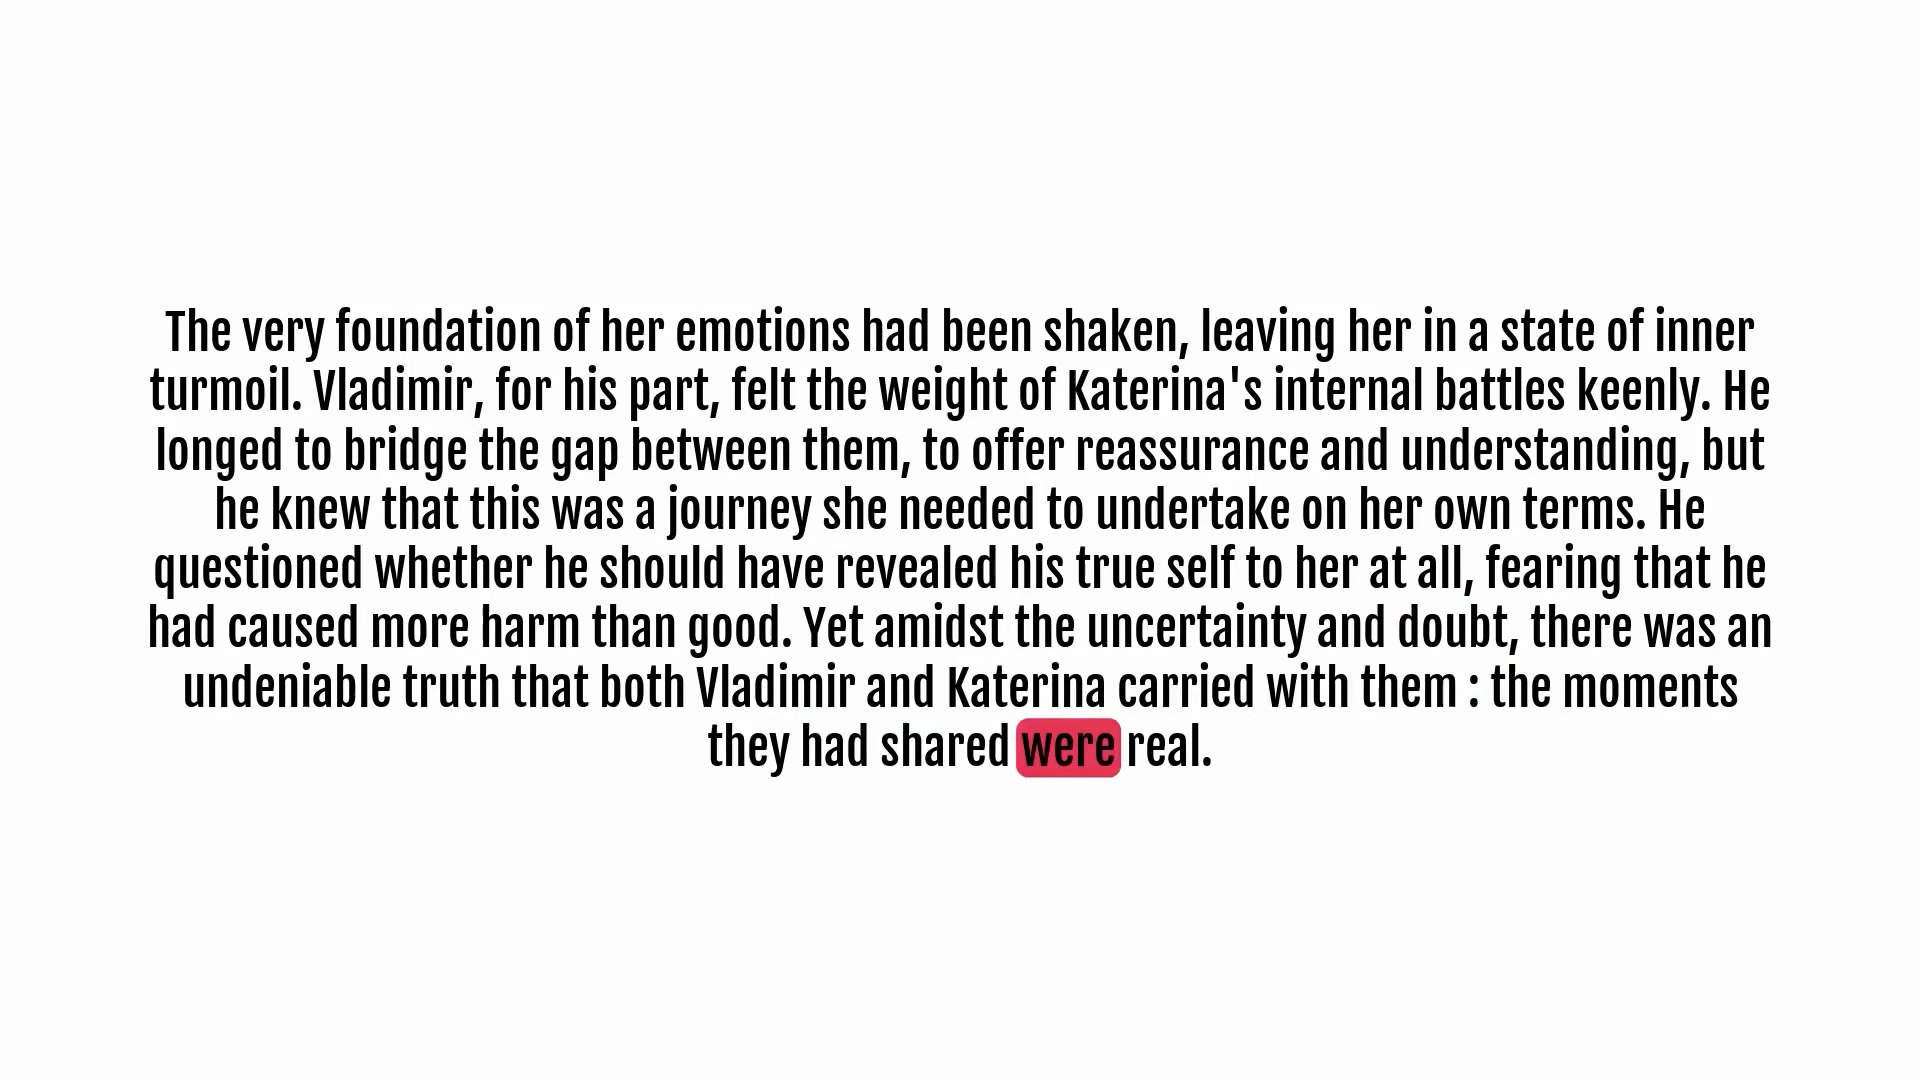 The very foundation of her emotions had been shaken, leaving her in a state of inner
turmoil. Vladimir, for his part, felt the weight of Katerina's internal battles keenly. He
longed to bridge the gap between them, to offer reassurance and understanding, but
he knew that this was a journey she needed to undertake on her own terms. He
questioned whether he should have revealed his true self to her at all, fearing that he
had caused more harm than good. Yet amidst the uncertainty and doubt, there was an
undeniable truth that both Vladimir and Katerina carried with them : the moments
they had shared were real.